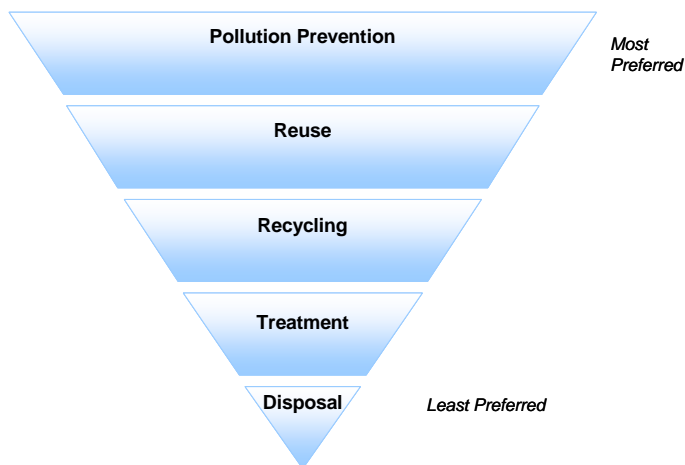 Pollution Prevention
Most
Preferred
Reuse
Recycling
Treatment
Disposal
Least Preferred